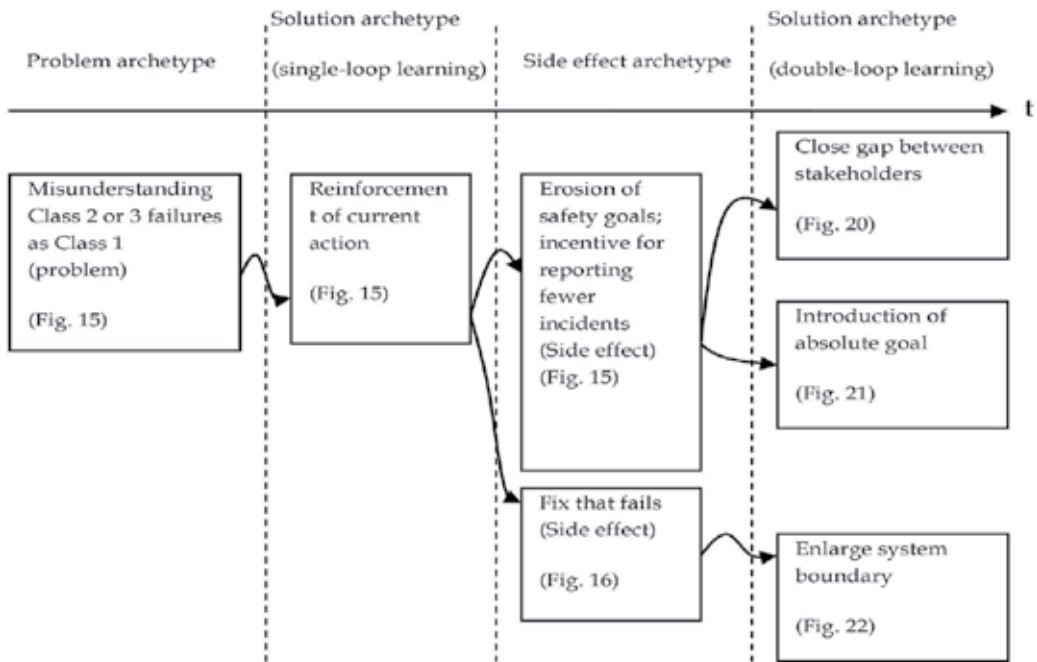 Problem archetype
Solution archetype
(single-loop learning)
Side effect archetype
Solution archetype
(double-loop learning)
t
Misunderstanding
Class 2 or 3 failures
as Class 1
(problem)
(Fig. 15)
Reinforcemen
t of current
action
(Fig. 15)
Erosion of
safety goals;
incentive for
reporting
fewer
incidents
(Side effect)
(Fig. 15)
Fix that fails
(Side effect)
(Fig. 16)
Close gap between
stakeholders
(Fig. 20)
Introduction of
absolute goal
(Fig. 21)
Enlarge system
boundary
(Fig. 22)